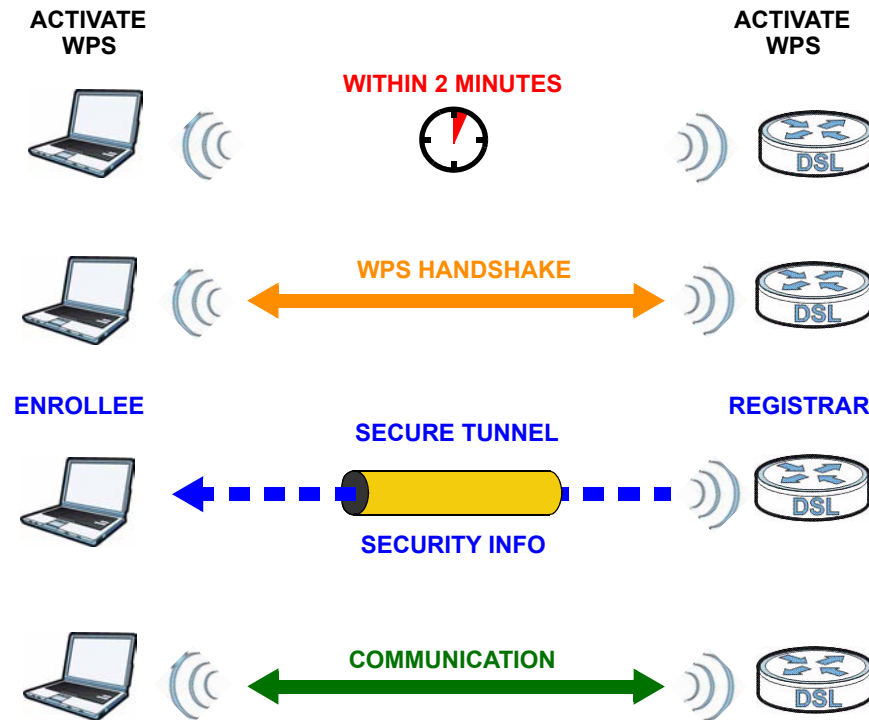 ACTIVATE
WPS
ACTIVATE
WPS
WITHIN 2 MINUTES
DSL
WPS HANDSHAKE
DSL
ENROLLEE
REGISTRAR
SECURE TUNNEL
DSL
SECURITY INFO
COMMUNICATION
DSL